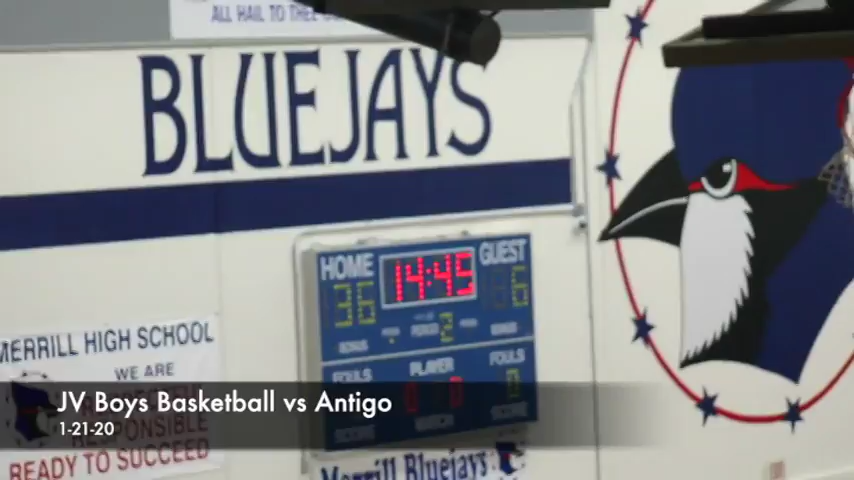 ALL HAIL TO THEE
BLUEJAYS
HOME
14:45
GUEST
36
6
PERIOD
2
BONUS
BONUS
FOULS
PLAYER
FOULS
MERRILL HIGH SCHOOL
WE ARE
RESPONSIBLE
READY TO SUCCEED
JV Boys Basketball vs Antigo
1-21-20
Merrill Bluejays